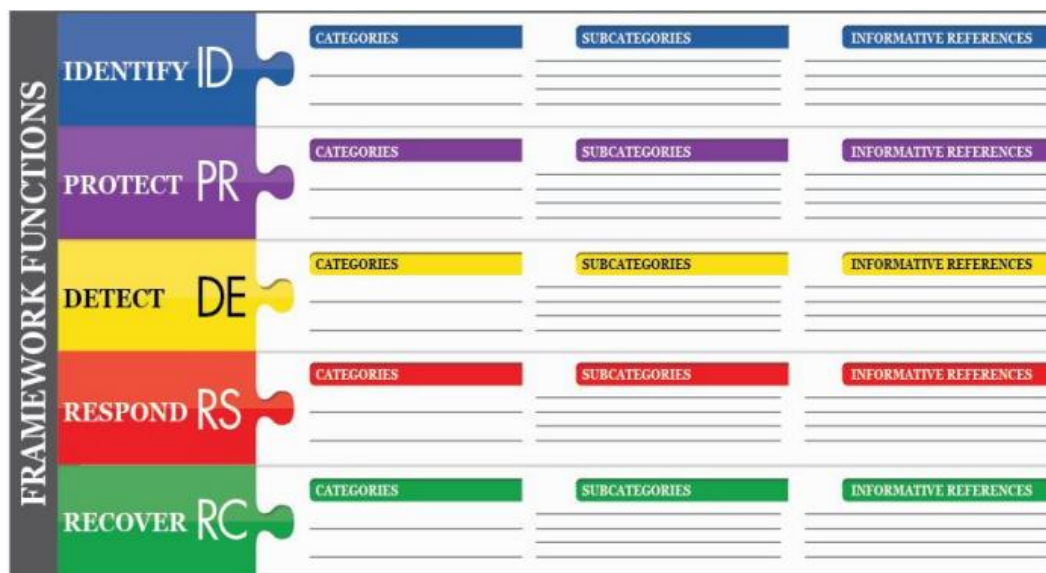 FRAMEWORK FUNCTIONS
IDENTIFY ID
CATEGORIES
SUBCATEGORIES
INFORMATIVE REFERENCES
PROTECT PR
CATEGORIES
SUBCATEGORIES
INFORMATIVE REFERENCES
DETECT DE
CATEGORIES
SUBCATEGORIES
INFORMATIVE REFERENCES
RESPOND RS
CATEGORIES
SUBCATEGORIES
INFORMATIVE REFERENCES
RECOVER RC
CATEGORIES
SUBCATEGORIES
INFORMATIVE REFERENCES